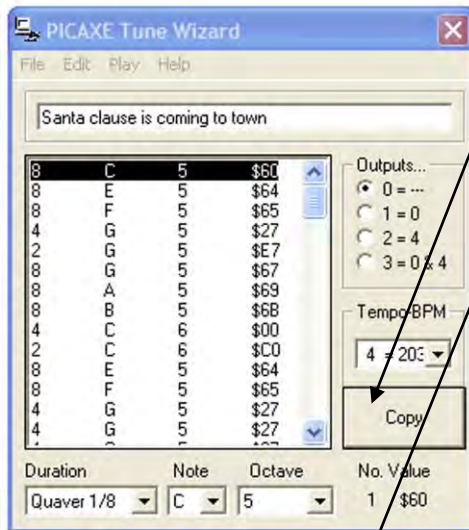 PICAXE Tune Wizard
File Edit Play Help
Santa clause is coming to town
8 C 5 $60
8 E 5 $64
8 F 5 $65
4 G 5 $27
2 G 5 $E7
8 G 5 $67
8 A 5 $69
8 B 5 $6B
4 C 6 $00
2 C 6 $C0
8 E 5 $64
8 F 5 $65
4 G 5 $27
4 G 5 $27
Outputs...
0 = ---
1 = 0
2 = 4
3 = 0 & 4
Tempo-BPM
4 = 203
Copy
Duration Note Octave No. Value
Quaver 1/8 C 5 1 $60